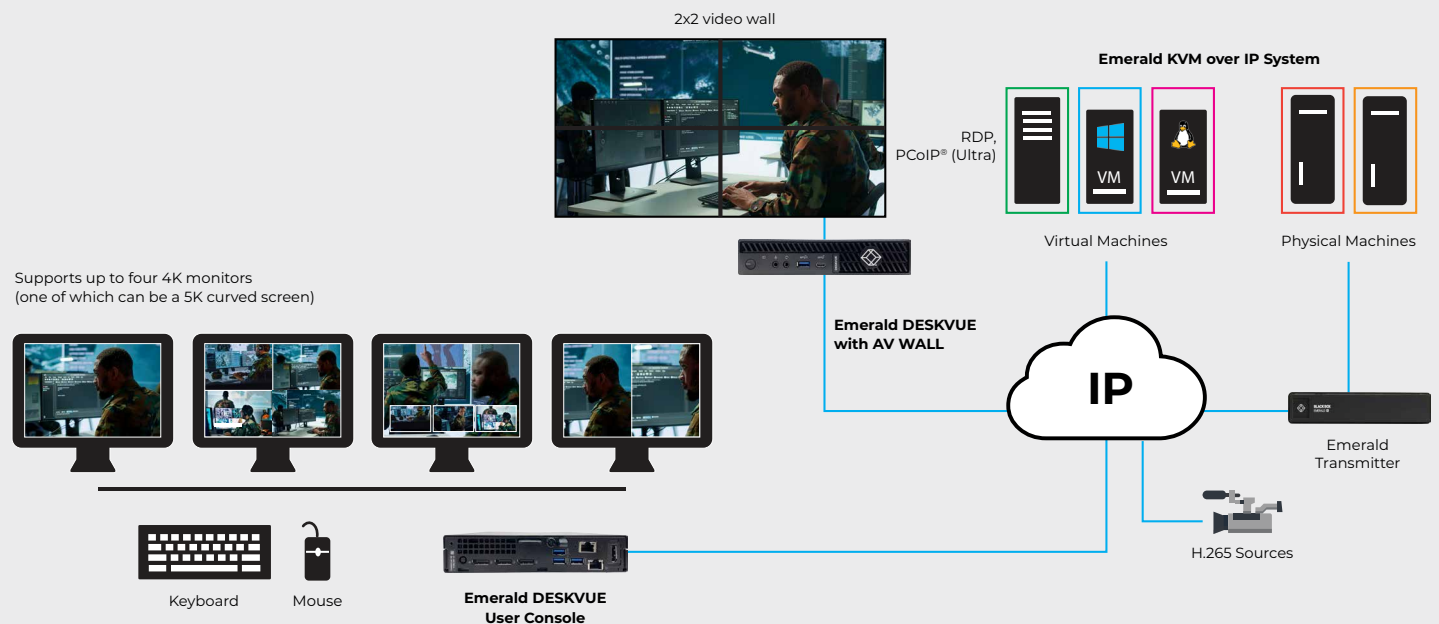 2x2 video wall
Emerald KVM over IP System
RDP,
PCoIP® (Ultra)
VM
VM
Virtual Machines
Physical Machines
Supports up to four 4K monitors
(one of which can be a 5K curved screen)
Emerald DESKVUE
with AV WALL
IP
BLACK BOX
Emerald
Transmitter
H.265 Sources
Keyboard
Mouse
Emerald DESKVUE
User Console